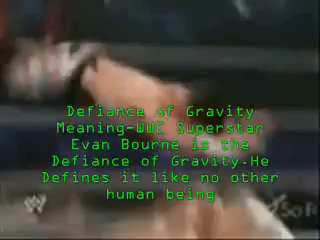 Defiance of Gravity
Meaning-WWE Superstar
Evan Bourne is the
Defiance of Gravity.He
Defines it like no other
human being